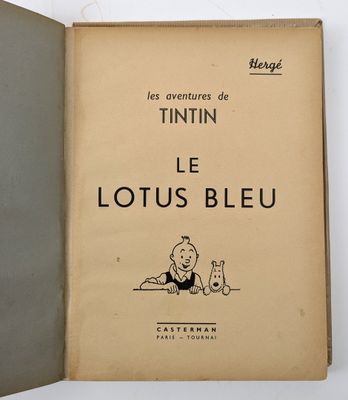 Hergé
les aventures de
TINTIN
LE
LOTUS BLEU
CASTERMAN
PARIS – TOURNAI